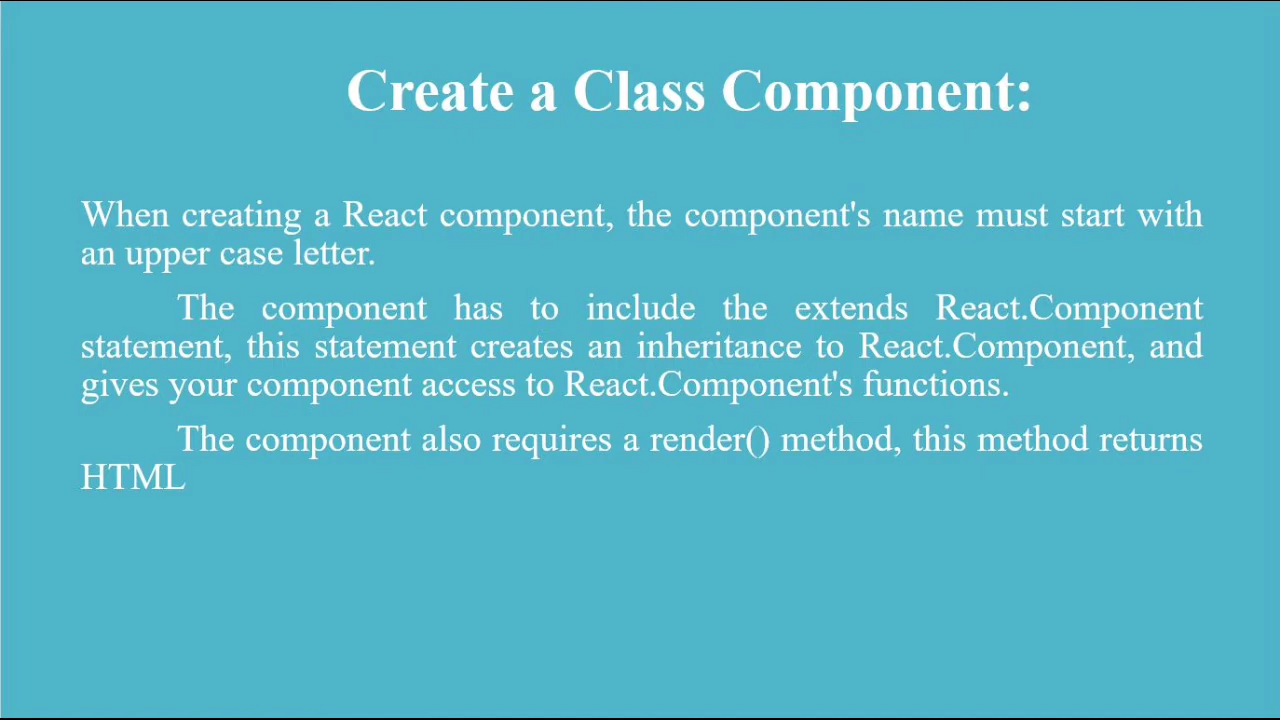 Create a Class Component:
When creating a React component, the component's name must start with
an upper case letter.
The component has to include the extends React.Component
statement, this statement creates an inheritance to React.Component, and
gives your component access to React.Component's functions.
The component also requires a render() method, this method returns
HTML